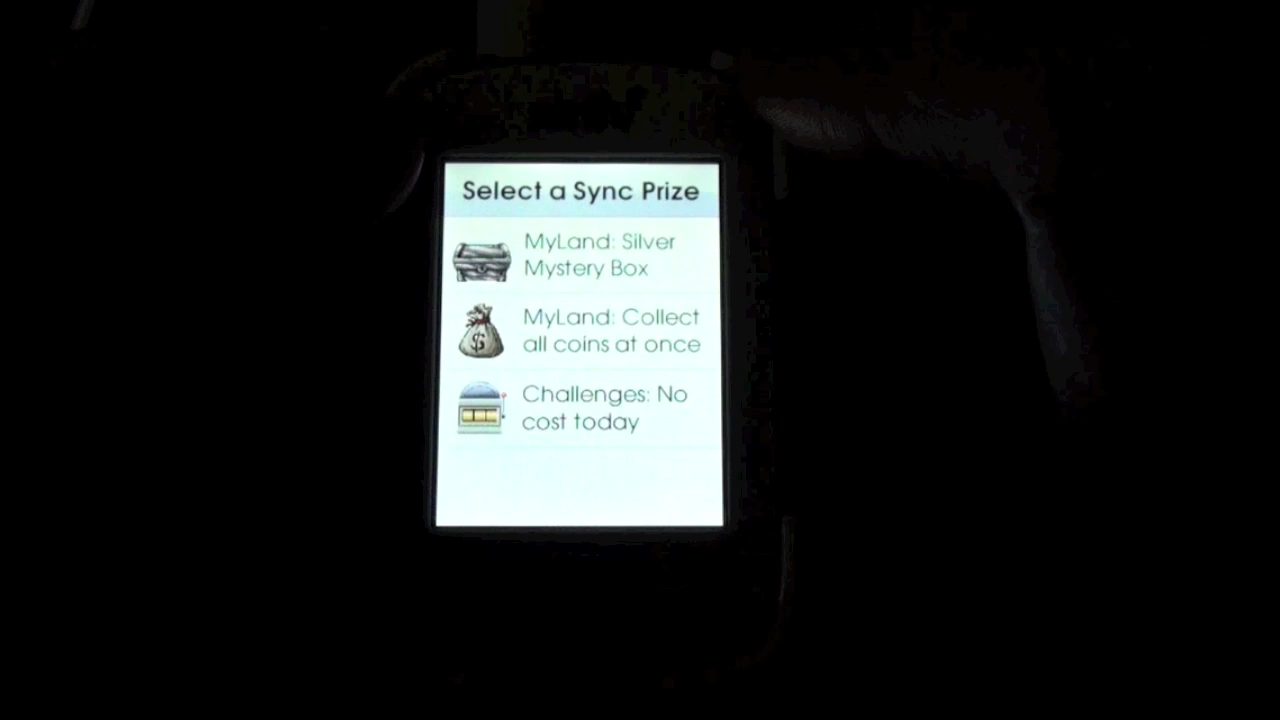 Select a Sync Prize
MyLand: Silver
Mystery Box
MyLand: Collect
all coins at once
Challenges: No
cost today